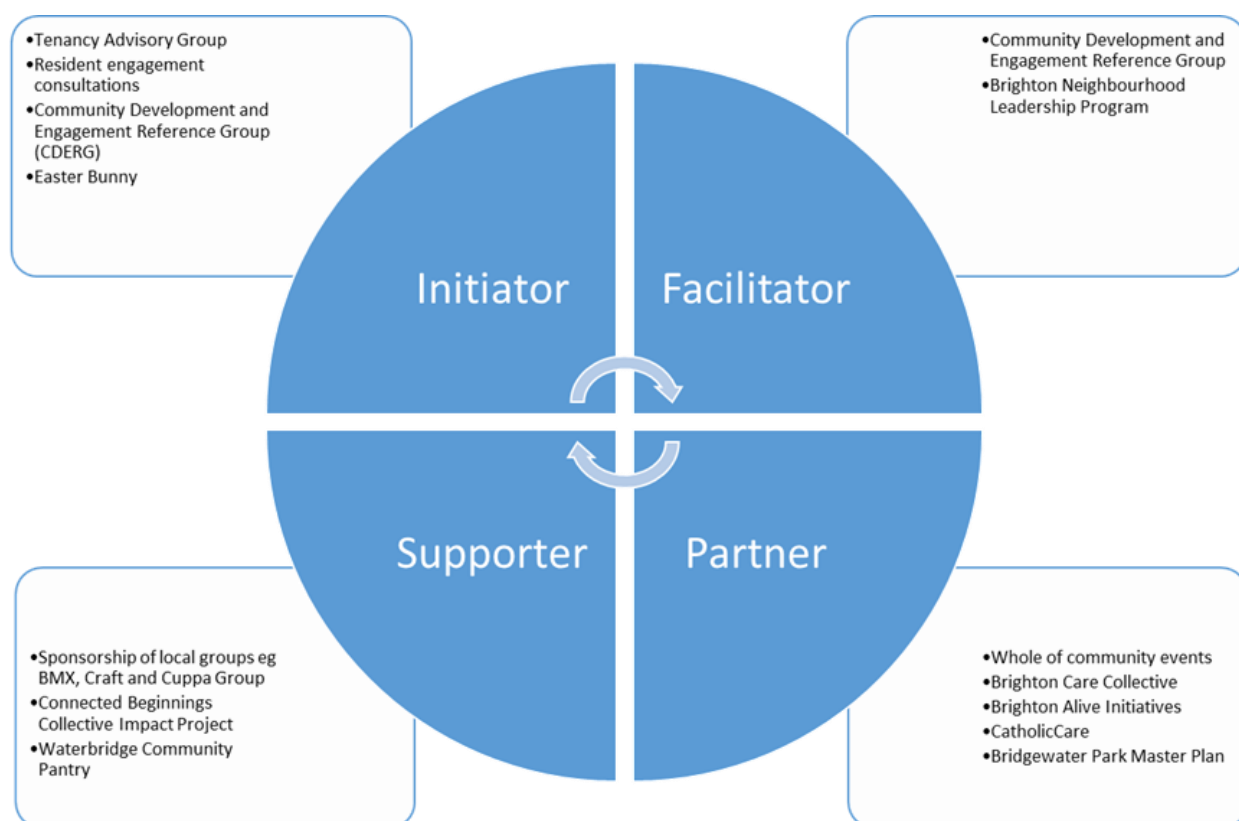 •Tenancy Advisory Group
•Resident engagement
consultations
•Community Development and
Engagement Reference Group
(CDERG)
•Easter Bunny
•Community Development and
Engagement Reference Group
•Brighton Neighbourhood
Leadership Program
Initiator
Facilitator
Supporter
Partner
•Sponsorship of local groups eg
BMX, Craft and Cuppa Group
•Connected Beginnings
Collective Impact Project
•Waterbridge Community
Pantry
•Whole of community events
•Brighton Care Collective
•Brighton Alive Initiatives
•CatholicCare
•Bridgewater Park Master Plan